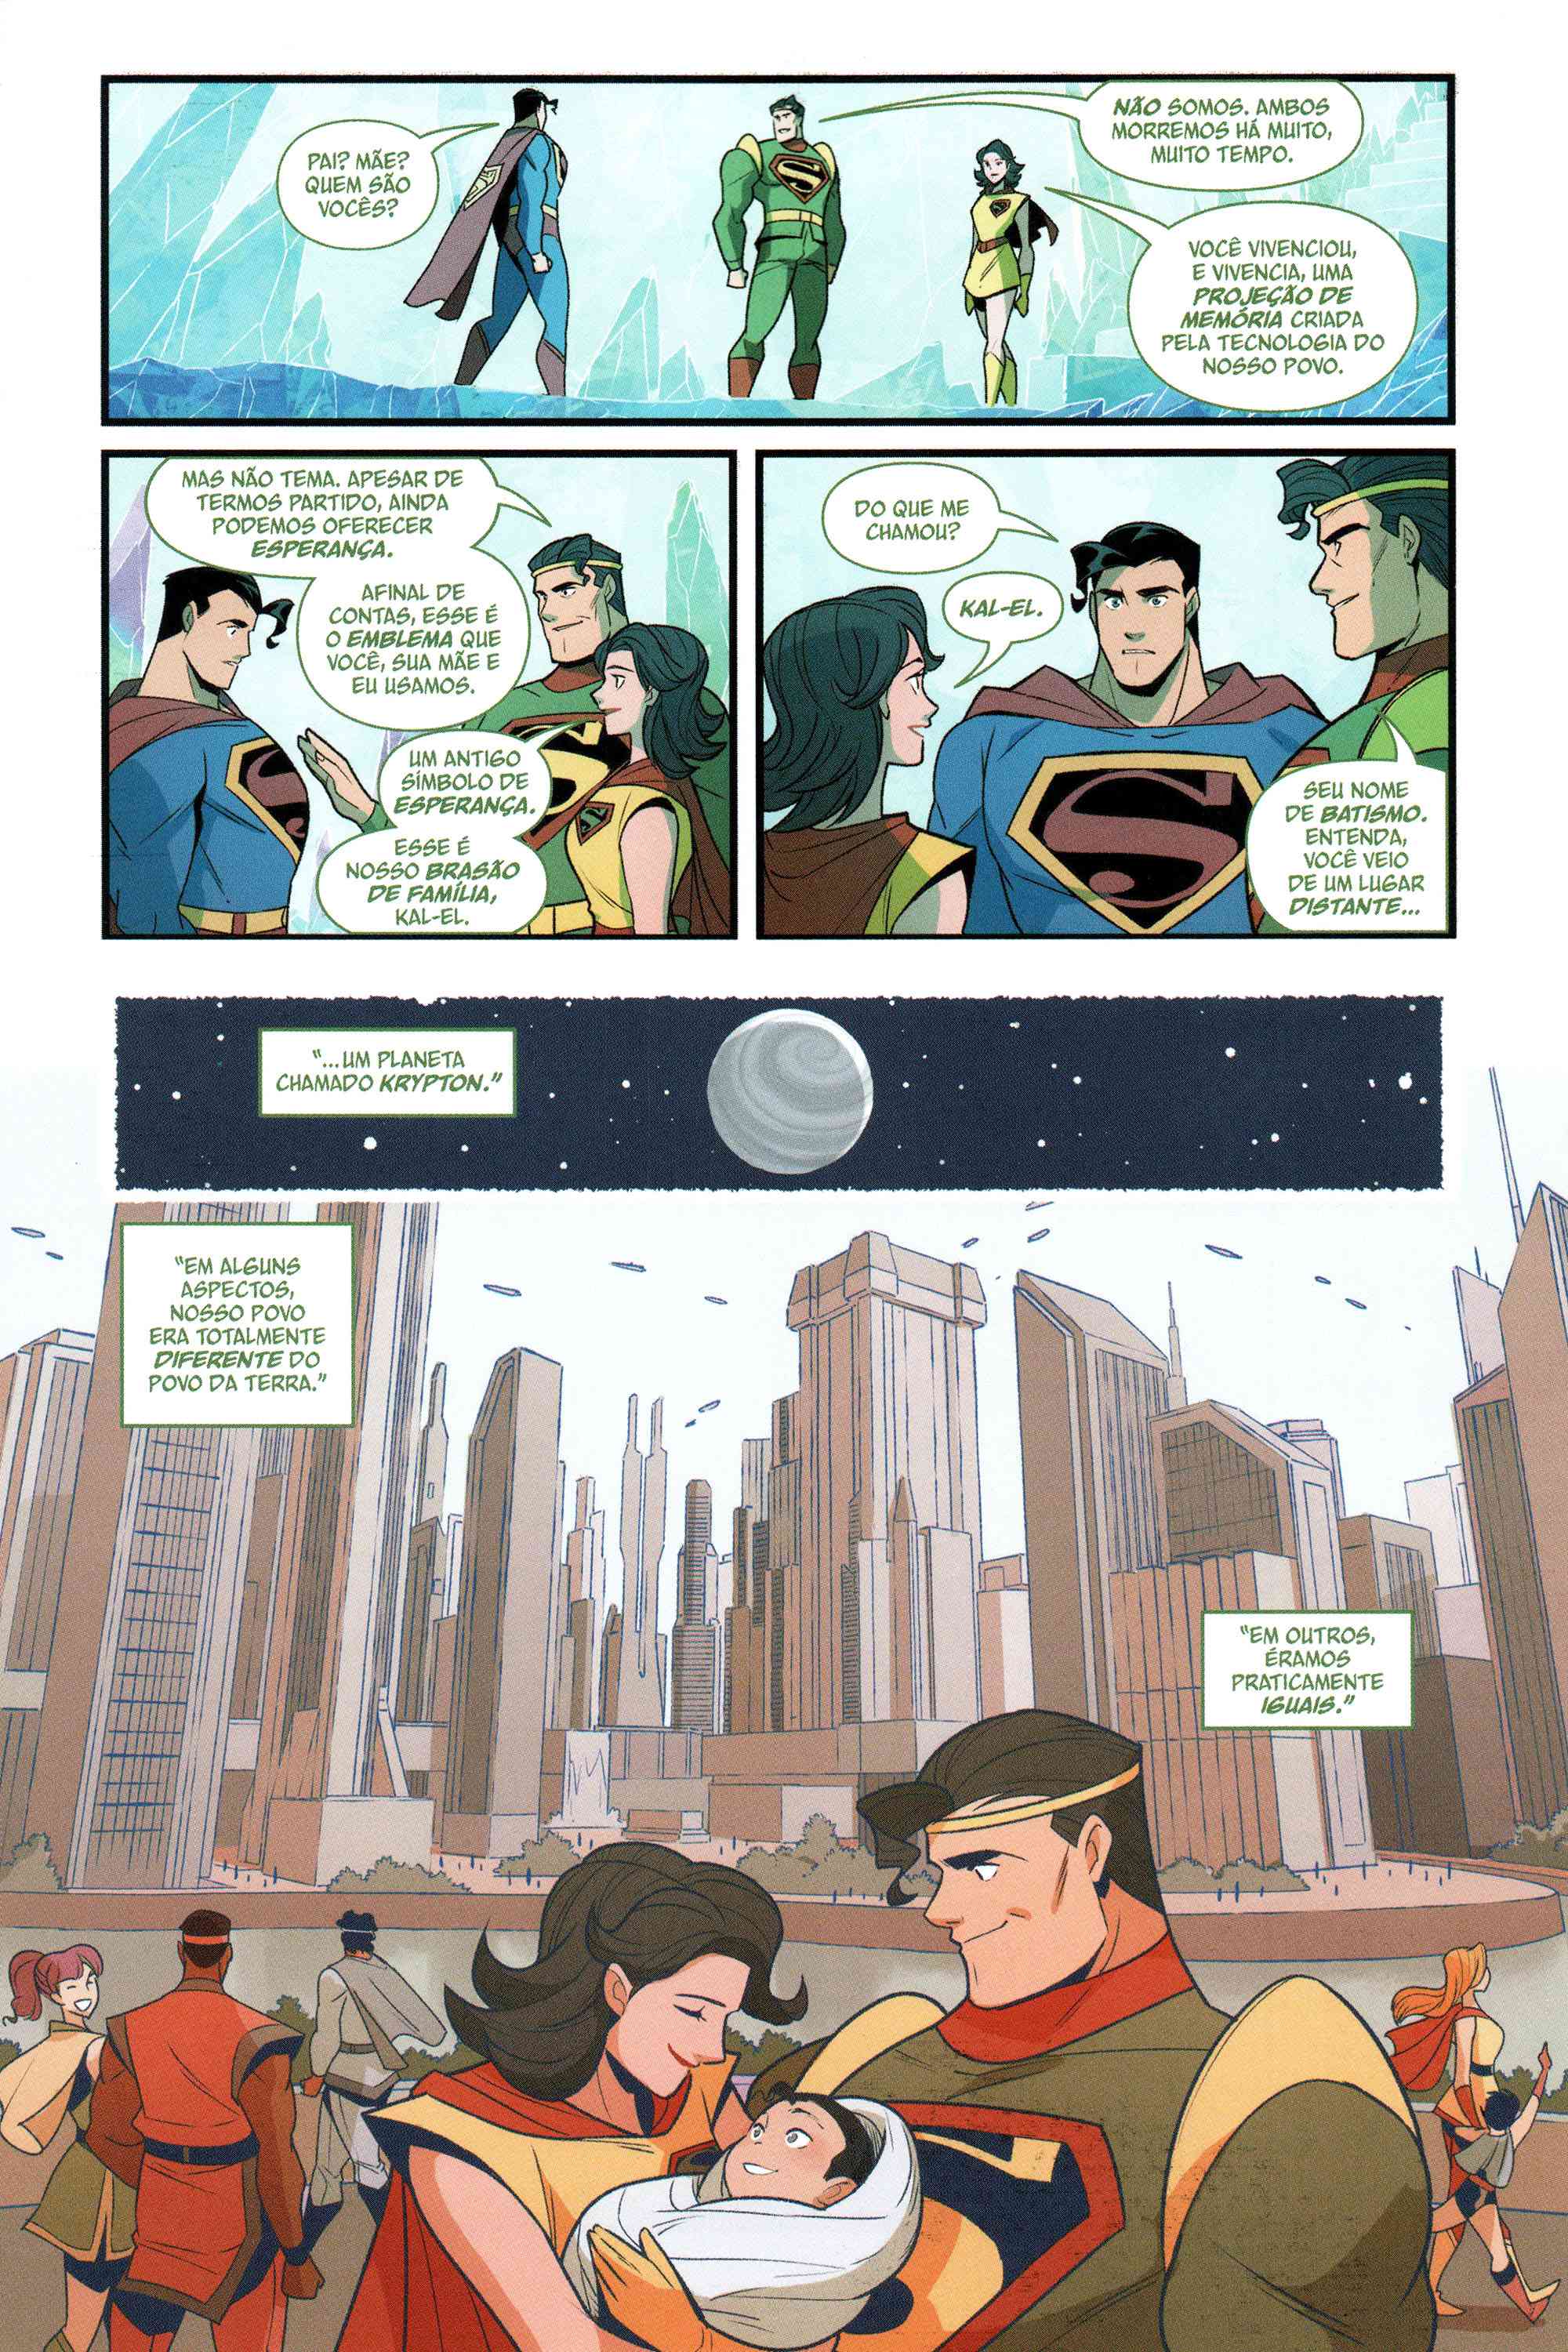 PAI? MÃE?
QUEM SÃO
VOCÊS?
NÃO SOMOS. AMBOS
MORREMOS HÁ MUITO,
MUITO TEMPO.
VOCÊ VIVENCIOU,
E VIVENCIA, UMA
PROJEÇÃO DE
MEMÓRIA CRIADA
PELA TECNOLOGIA DO
NOSSO POVO.
MAS NÃO TEMA. APESAR DE
TERMOS PARTIDO, AINDA
PODEMOS OFERECER
ESPERANÇA.
AFINAL DE
CONTAS, ESSE É
O EMBLEMA QUE
VOCÊ, SUA MÃE E
EU USAMOS.
UM ANTIGO
SÍMBOLO DE
ESPERANÇA.
ESSE É
NOSSO BRASÃO
DE FAMÍLIA,
KAL-EL.
DO QUE ME
CHAMOU?
KAL-EL.
SEU NOME
DE BATISMO.
ENTENDA,
VOCÊ VEIO
DE UM LUGAR
DISTANTE...
"...UM PLANETA
CHAMADO KRYPTON."
"EM ALGUNS
ASPECTOS,
NOSSO POVO
ERA TOTALMENTE
DIFERENTE DO
POVO DA TERRA."
"EM OUTROS,
ÉRAMOS
PRATICAMENTE
IGUAIS."